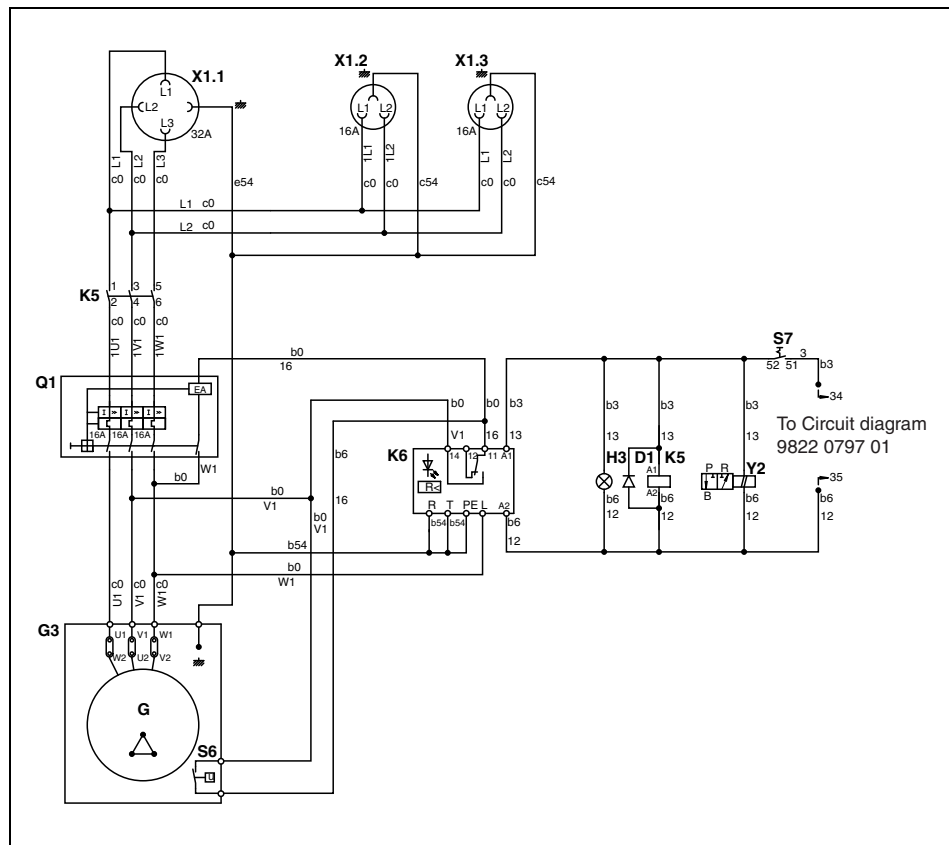 X1.1
X1.2
X1.3
L1
L2
L3
32A
L1 L2
16A
L1 L2
16A
L1
L2
L3
c0
c0
c0
e54
1L1
1L2
c0
c0
c54
L1
L2
c0
c0
c54
L1 c0
L2 c0
K5
1 3 5
2 4 6
c0
c0
c0
1U1
1V1
1W1
Q1
EA
I >> I >> I >>
16A 16A 16A
W1
b0
b0
16
b0
V1
b0
V1
b6
16
b54
b0
W1
K6
b0
b0
b3
V1
16
13
14 12 11 A1
R<
R T PE L A2
b54
b54
b6
12
b3
13
H3
b6
12
D1
b3
13
K5
A1
A2
b6
12
b3
13
Y2
P R
B
b6
12
S7
52 51
3
b3
34
To Circuit diagram
9822 0797 01
35
b6
12
c0
c0
c0
U1
V1
W1
G3
U1 V1 W1
W2 U2 V2
G
S6
U